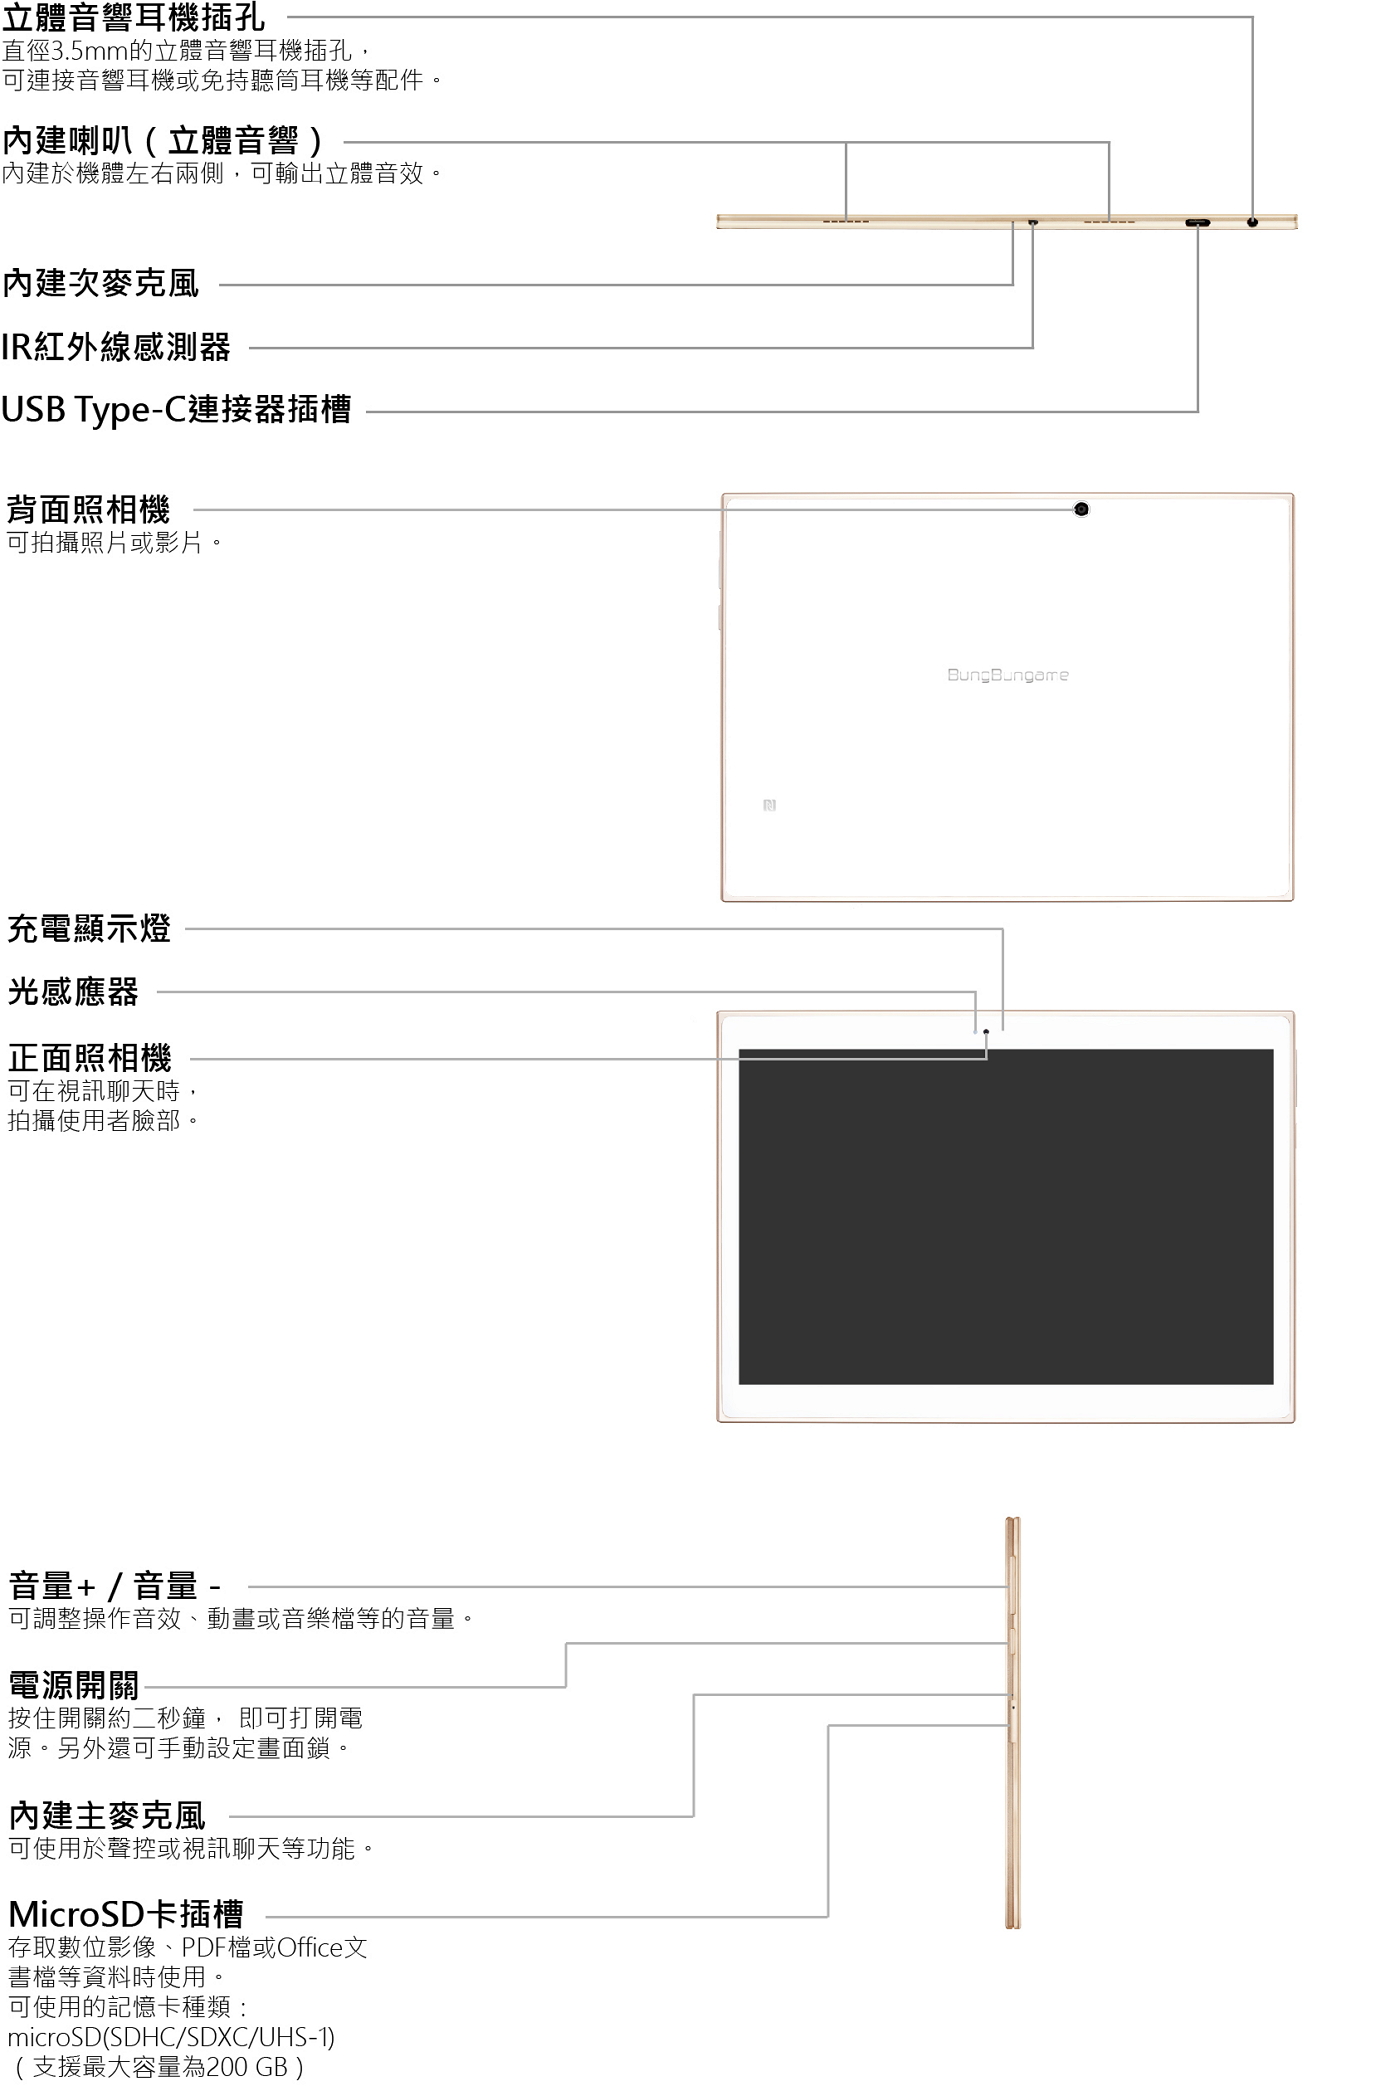 立體音響耳機插孔
直徑3.5mm的立體音響耳機插孔，
可連接音響耳機或免持聽筒耳機等配件。
內建喇叭（立體音響）
內建於機體左右兩側，可輸出立體音效。
內建次麥克風
IR紅外線感測器
USB Type-C連接器插槽
背面照相機
可拍攝照片或影片。
BungBungame
充電顯示燈
光感應器
正面照相機
可在視訊聊天時，
拍攝使用者臉部。
音量+ / 音量 -
可調整操作音效、動畫或音樂檔等的音量。
電源開關
按住開關約二秒鐘， 即可打開電
源。另外還可手動設定畫面鎖。
內建主麥克風
可使用於聲控或視訊聊天等功能。
MicroSD卡插槽
存取數位影像、PDF檔或Office文
書檔等資料時使用。
可使用的記憶卡種類：
microSD(SDHC/SDXC/UHS-1)
（支援最大容量為200 GB）